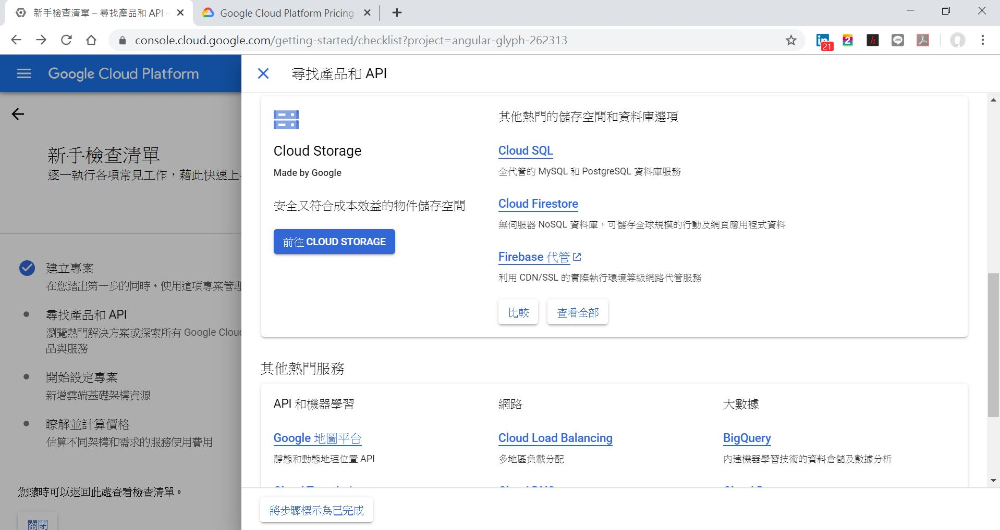 新手檢查清單 – 尋找產品和 API -
Google Cloud Platform Pricing
console.cloud.google.com/getting-started/checklist?project=angular-glyph-262313
21
2
h
LINE
Google Cloud Platform
尋找產品和 API
新手檢查清單
逐一執行各項常見工作，藉此快速上
建立專案
在您踏出第一步的同時，使用這項專案管理
尋找產品和 API
瀏覽熱門解決方案或探索所有 Google Clou
品與服務
開始設定專案
新增雲端基礎架構資源
瞭解並計算價格
估算不同架構和需求的服務使用費用
您隨時可以返回此處查看檢查清單。
關閉
Cloud Storage
Made by Google
安全又符合成本效益的物件儲存空間
前往 CLOUD STORAGE
其他熱門的儲存空間和資料庫選項
Cloud SQL
全代管的 MySQL 和 PostgreSQL 資料庫服務
Cloud Firestore
無伺服器 NoSQL 資料庫，可儲存全球規模的行動及網頁應用程式資料
Firebase 代管
利用 CDN/SSL 的實際執行環境等級網路代管服務
比較
查看全部
其他熱門服務
API 和機器學習
Google 地圖平台
靜態和動態地理位置 API
網路
Cloud Load Balancing
多地區負載分配
大數據
BigQuery
內建機器學習技術的資料倉儲及數據分析
將步驟標示為已完成